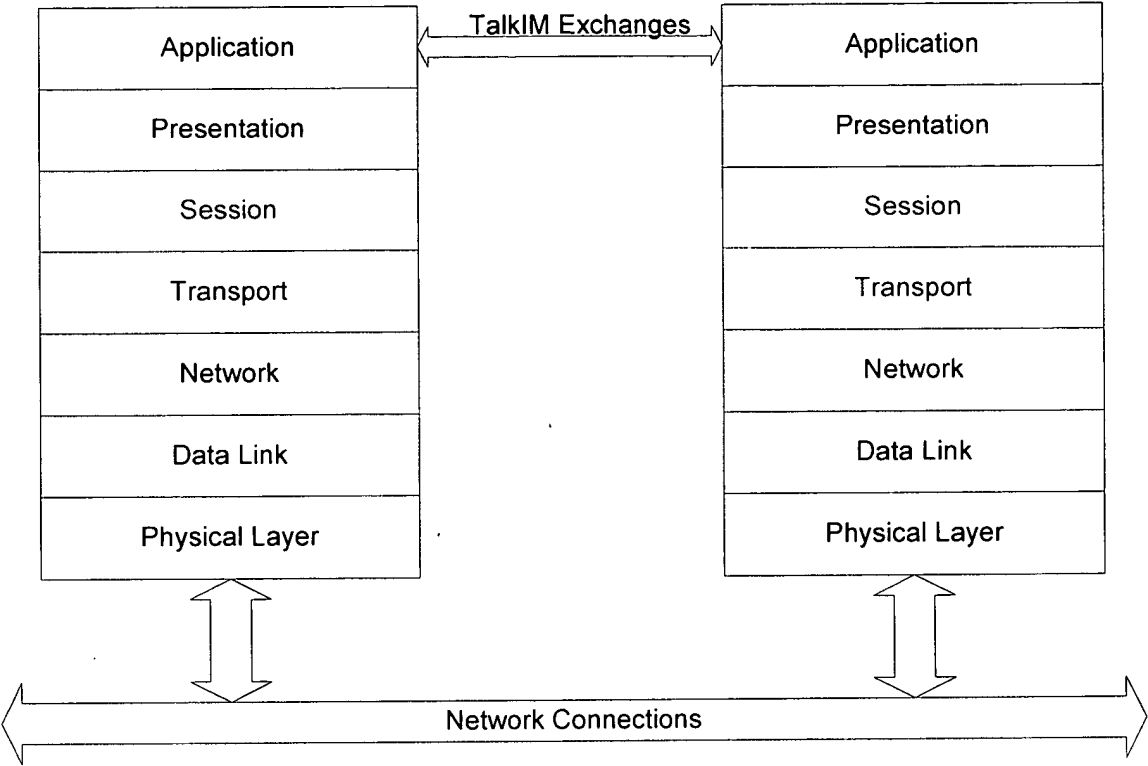 TalkIM Exchanges
Application
Presentation
Session
Transport
Network
Data Link
Physical Layer
Application
Presentation
Session
Transport
Network
Data Link
Physical Layer
Network Connections